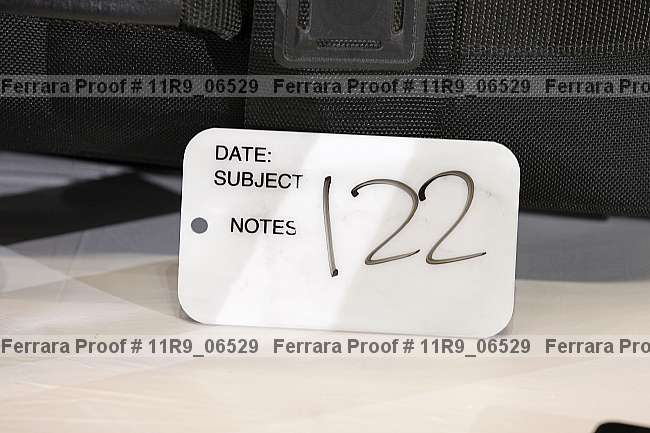 Ferrara Proof # 11R9_06529 Ferrara Proof # 11R9_06529 Ferrara Proof
DATE:
SUBJECT
NOTES
122
Ferrara Proof # 11R9_06529 Ferrara Proof # 11R9_06529 Ferrara Pro